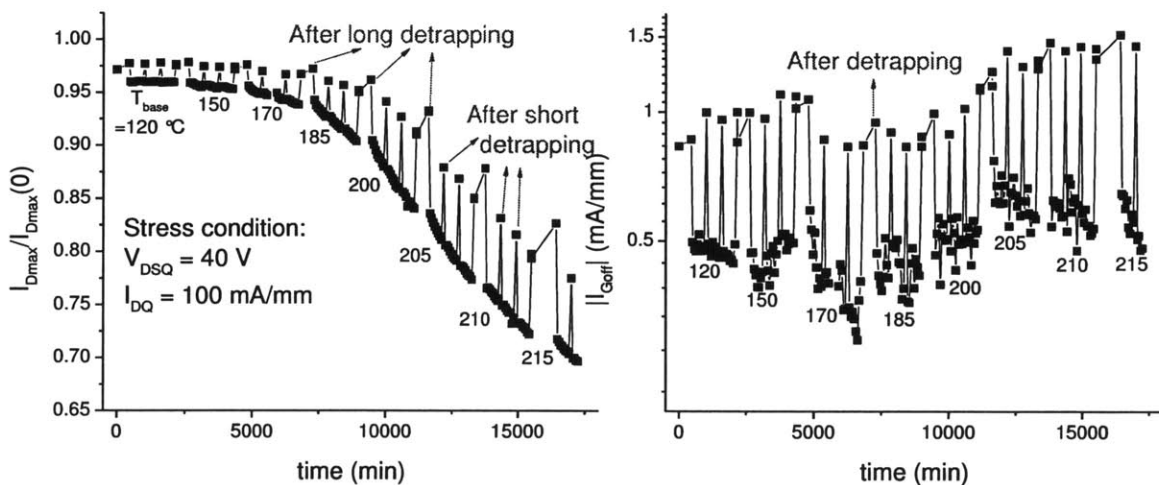 I_Dmax/I_Dmax(0)
1.00
0.95
0.90
0.85
0.80
0.75
0.70
0.65
0
5000
10000
15000
time (min)
After long detrapping
After short
detrapping
T_base
=120 ºC
150
170
185
200
205
210
215
Stress condition:
V_DSQ = 40 V
I_DQ = 100 mA/mm
|I_Goff| (mA/mm)
1.5
1
0.5
0
5000
10000
15000
time (min)
After detrapping
120
150
170
185
200
205
210
215